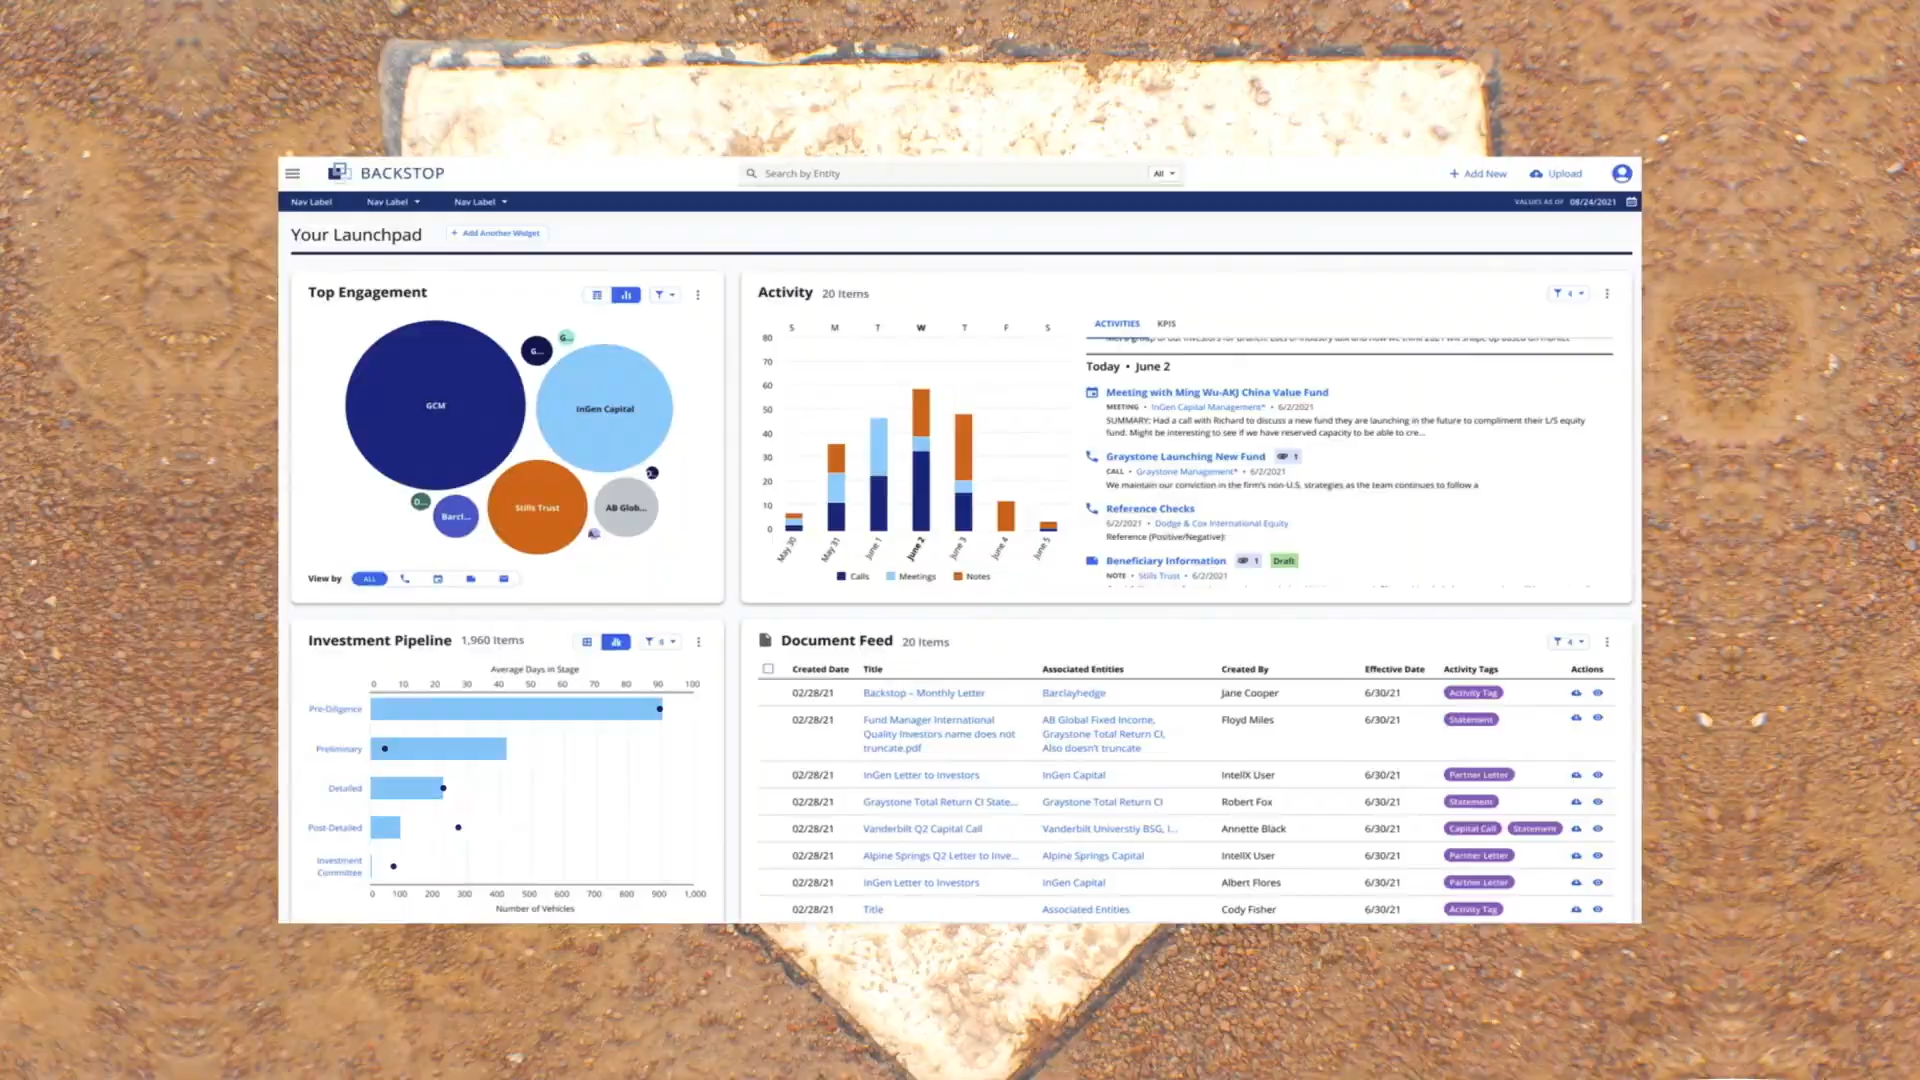 BACKSTOP
Search by Entity
All
+ Add New
Upload
Nav Label
Nav Label
Nav Label
VALUES AS OF 08/24/2021
Your Launchpad
+ Add Another Widget
Top Engagement
GCM
G...
G...
InGen Capital
D...
Barcl...
Stills Trust
AB Glob...
A...
View by
ALL
Activity 20 Items
4
S M T W T F S
80
70
60
50
40
30
20
10
0
May 30
May 31
June 1
June 2
June 3
June 4
June 5
Calls
Meetings
Notes
ACTIVITIES
KPIS
Today • June 2
Meeting with Ming Wu-AKJ China Value Fund
MEETING • InGen Capital Management* • 6/2/2021
SUMMARY: Had a call with Richard to discuss a new fund they are launching in the future to compliment their L/S equity
fund. Might be interesting to see if we have reserved capacity to be able to cre...
Graystone Launching New Fund 1
CALL • Graystone Management* • 6/2/2021
We maintain our conviction in the firm's non-U.S. strategies as the team continues to follow a
Reference Checks
6/2/2021 • Dodge & Cox International Equity
Reference (Positive/Negative):
Beneficiary Information 1 Draft
NOTE • Stills Trust • 6/2/2021
Investment Pipeline 1,960 Items
6
Average Days in Stage
0 10 20 30 40 50 60 70 80 90 100
Pre-Diligence
Preliminary
Detailed
Post-Detailed
Investment
Committee
0 100 200 300 400 500 600 700 800 900 1,000
Number of Vehicles
Document Feed 20 Items
4
Created Date Title Associated Entities Created By Effective Date Activity Tags Actions
02/28/21 Backstop – Monthly Letter Barclayhedge Jane Cooper 6/30/21 Activity Tag
02/28/21 Fund Manager International AB Global Fixed Income, Floyd Miles 6/30/21 Statement
Quality Investors name does not Graystone Total Return CI,
truncate.pdf Also doesn't truncate
02/28/21 InGen Letter to Investors InGen Capital IntellX User 6/30/21 Partner Letter
02/28/21 Graystone Total Return CI State... Graystone Total Return CI Robert Fox 6/30/21 Statement
02/28/21 Vanderbilt Q2 Capital Call Vanderbilt Universtiy BSG, I... Annette Black 6/30/21 Capital Call Statement
02/28/21 Alpine Springs Q2 Letter to Inve... Alpine Springs Capital IntellX User 6/30/21 Partner Letter
02/28/21 InGen Letter to Investors InGen Capital Albert Flores 6/30/21 Partner Letter
02/28/21 Title Associated Entities Cody Fisher 6/30/21 Activity Tag